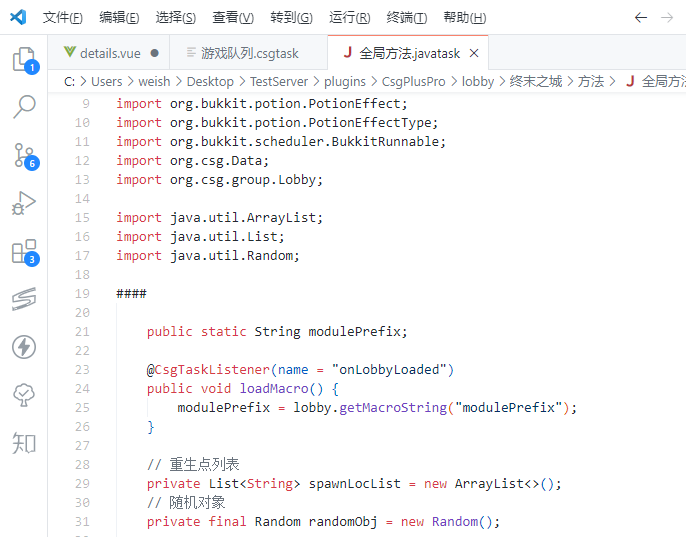 文件(F) 编辑(E) 选择(S) 查看(V) 转到(G) 运行(R) 终端(T) 帮助(H)
details.vue 游戏队列.csgtask 全局方法.javatask
C: > Users > weish > Desktop > TestServer > plugins > CsgPlusPro > lobby > 终末之城 > 方法 > J 全局方法
9 import org.bukkit.potion.PotionEffect;
10 import org.bukkit.potion.PotionEffectType;
11 import org.bukkit.scheduler.BukkitRunnable;
12 import org.csg.Data;
13 import org.csg.group.Lobby;
14
15 import java.util.ArrayList;
16 import java.util.List;
17 import java.util.Random;
18
19 ####
20
21 public static String modulePrefix;
22
23 @CsgTaskListener(name = "onLobbyLoaded")
24 public void loadMacro() {
25 modulePrefix = lobby.getMacroString("modulePrefix");
26 }
27
28 // 重生点列表
29 private List<String> spawnLocList = new ArrayList<>();
30 // 随机对象
31 private final Random randomObj = new Random();
1
6
3
知